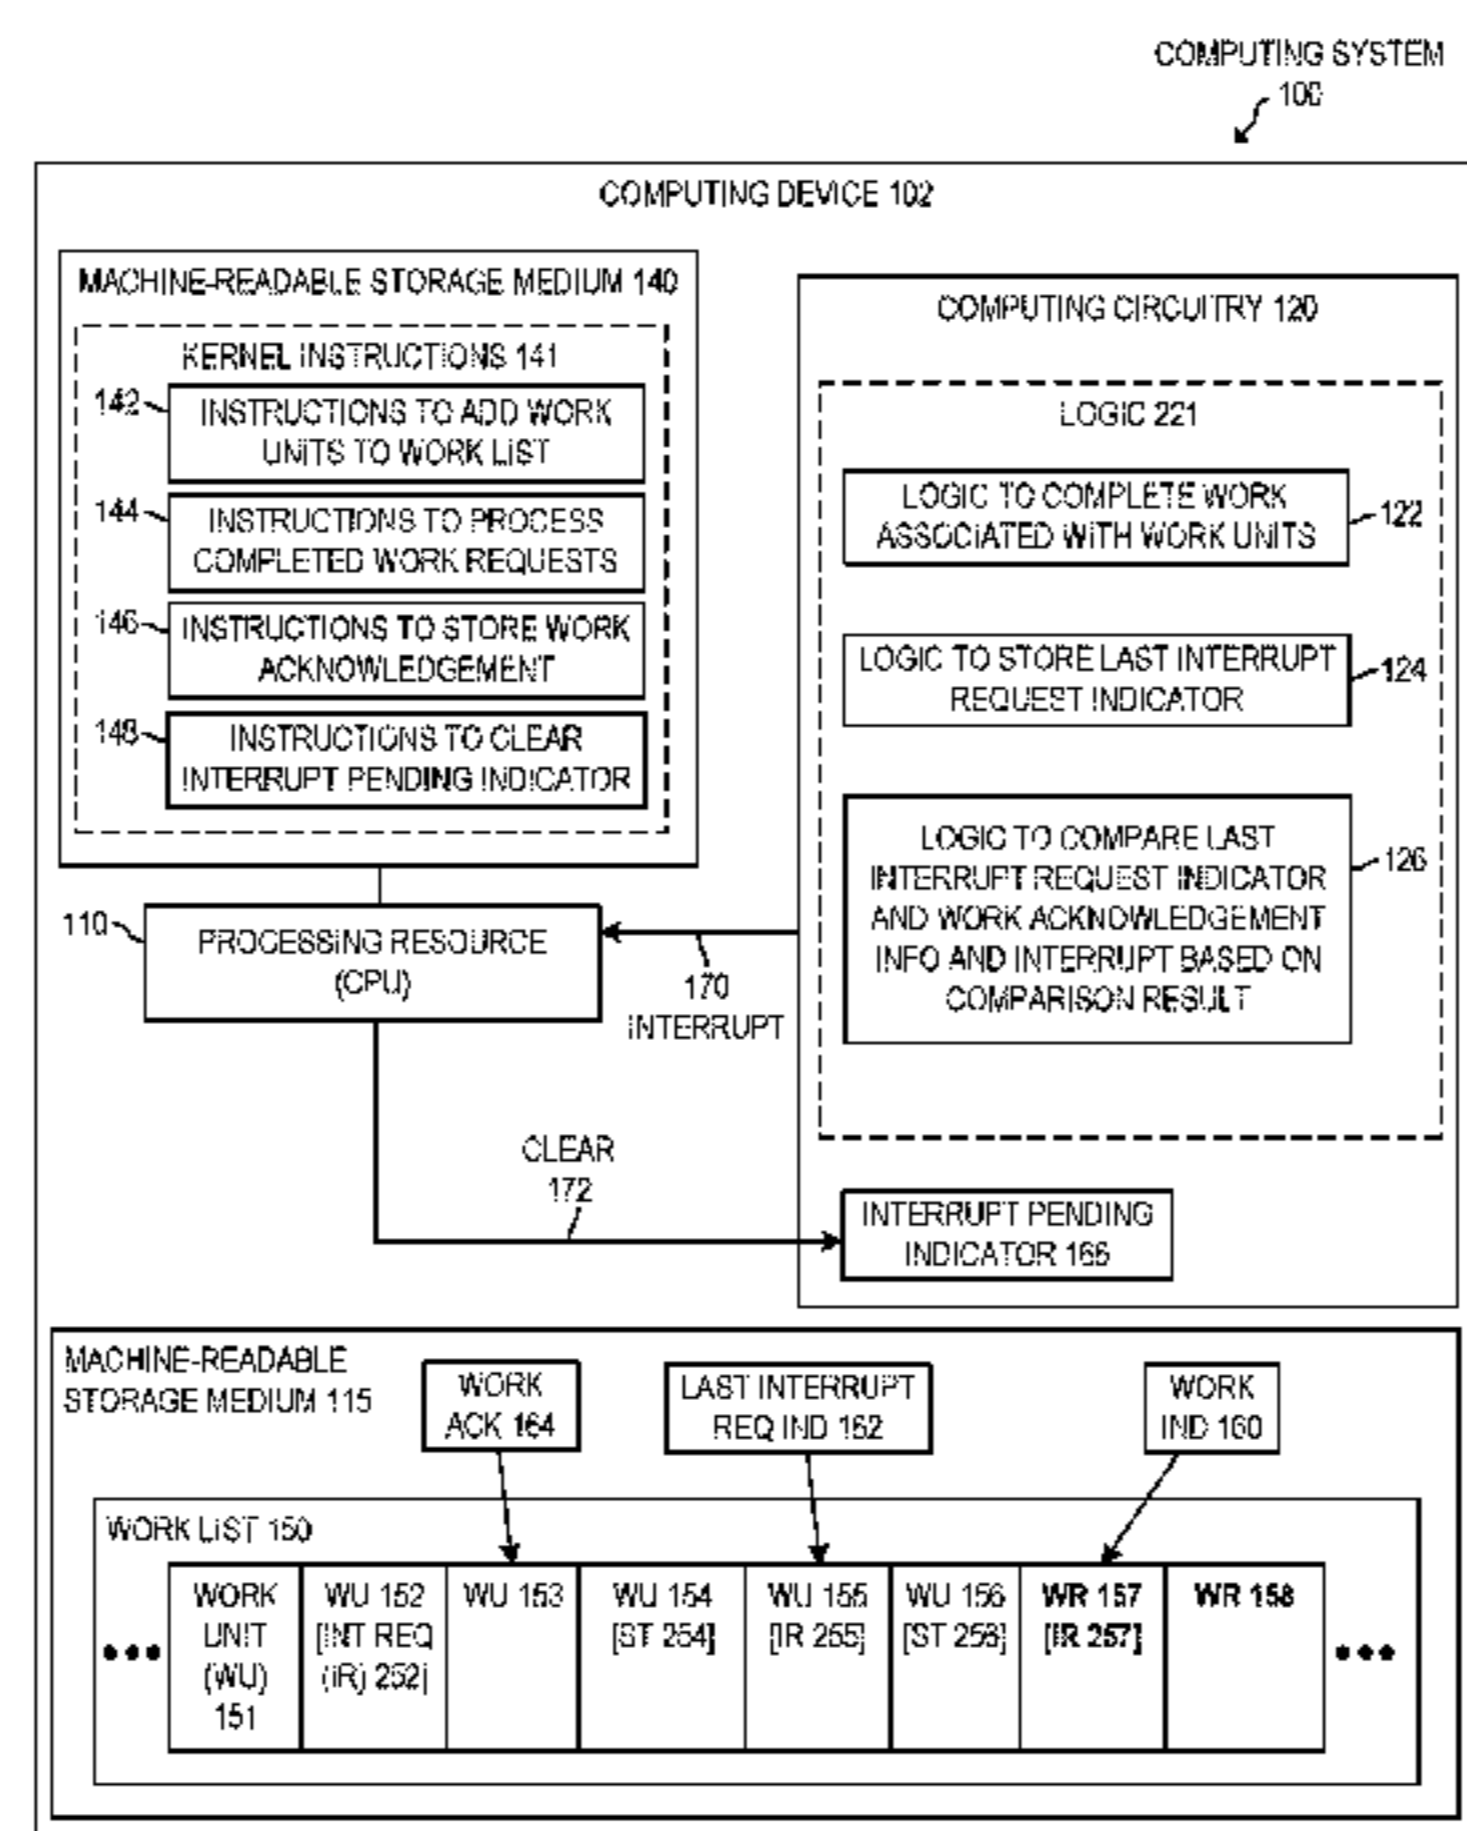 COMPUTING SYSTEM
100
COMPUTING DEVICE 102
MACHINE-READABLE STORAGE MEDIUM 140
KERNEL INSTRUCTIONS 141
142
INSTRUCTIONS TO ADD WORK
UNITS TO WORK LIST
144
INSTRUCTIONS TO PROCESS
COMPLETED WORK REQUESTS
146
INSTRUCTIONS TO STORE WORK
ACKNOWLEDGEMENT
148
INSTRUCTIONS TO CLEAR
INTERRUPT PENDING INDICATOR
COMPUTING CIRCUITRY 120
LOGIC 221
LOGIC TO COMPLETE WORK
ASSOCIATED WITH WORK UNITS
122
LOGIC TO STORE LAST INTERRUPT
REQUEST INDICATOR
124
LOGIC TO COMPARE LAST
INTERRUPT REQUEST INDICATOR
AND WORK ACKNOWLEDGEMENT
INFO AND INTERRUPT BASED ON
COMPARISON RESULT
126
110
PROCESSING RESOURCE
(CPU)
170
INTERRUPT
CLEAR
172
INTERRUPT PENDING
INDICATOR 166
MACHINE-READABLE
STORAGE MEDIUM 115
WORK
ACK 164
LAST INTERRUPT
REQ IND 162
WORK
IND 160
WORK LIST 150
WORK
UNIT
(WU)
151
WU 152
[INT REQ
(IR) 252]
WU 153
WU 154
[ST 254]
WU 155
[IR 255]
WU 156
[ST 256]
WR 157
[IR 257]
WR 158